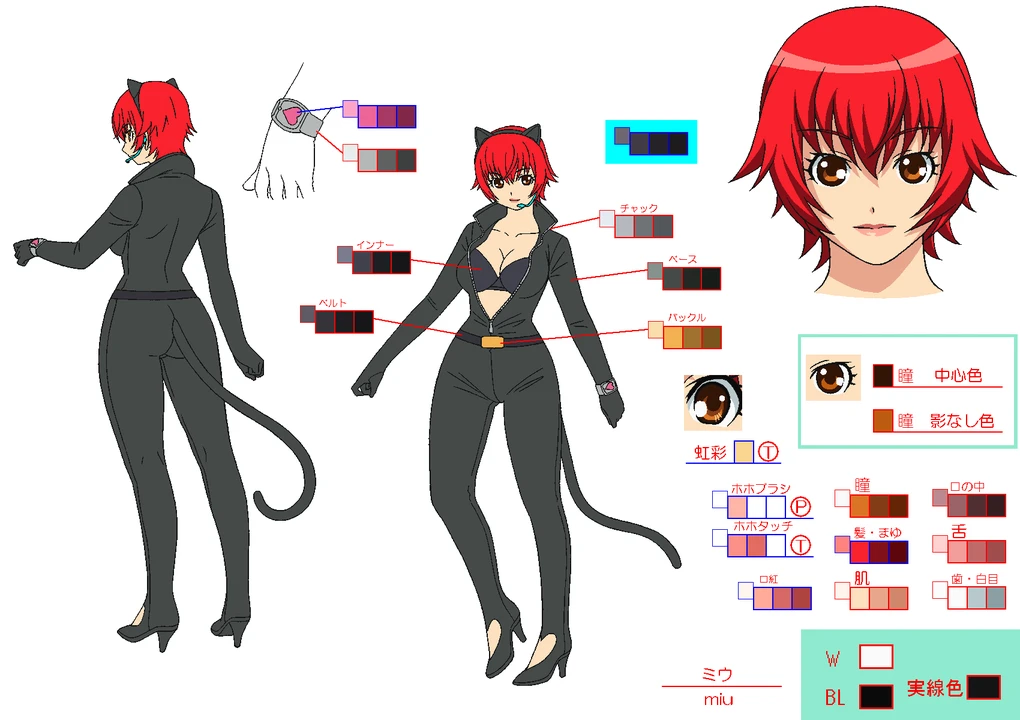 チャック
インナー
ベース
ベルト
バックル
瞳 中心色
瞳 影なし色
虹彩 T
ホホブラシ
P
ホホタッチ
T
瞳
口の中
髪・まゆ
舌
口紅
肌
歯・白目
W
BL
実線色
ミウ
miu